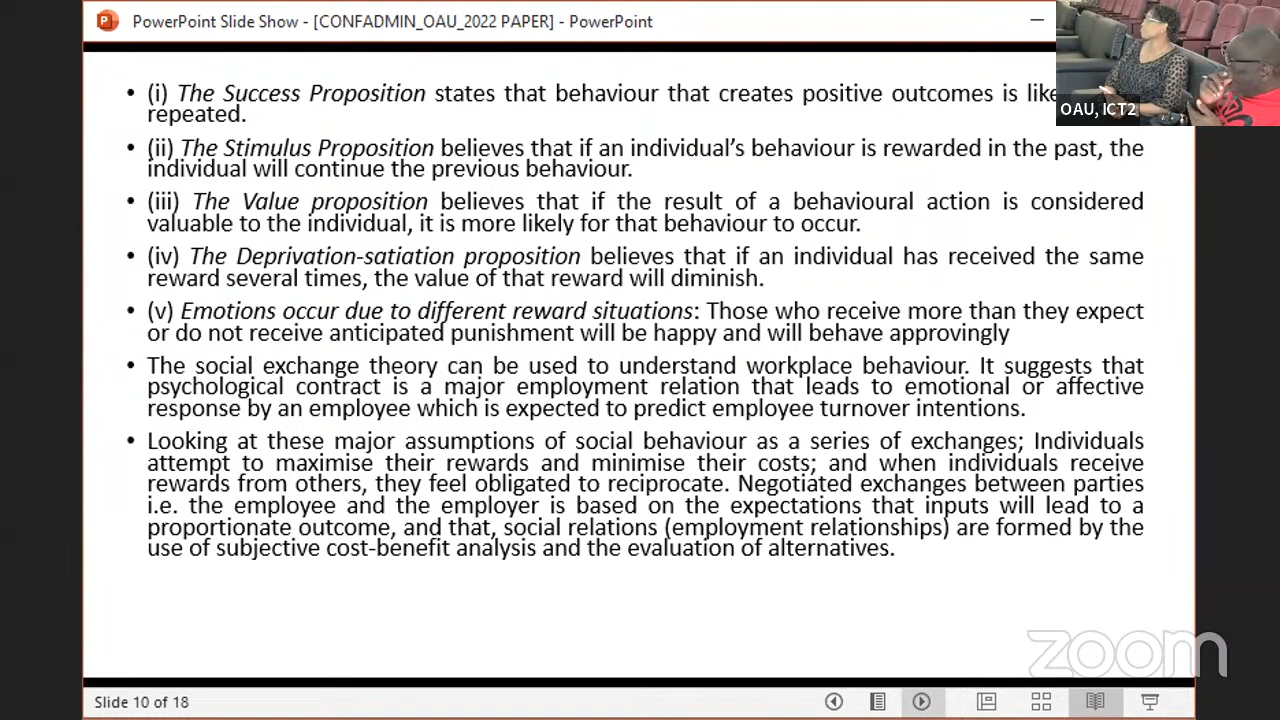 PowerPoint Slide Show - [CONFADMIN_OAU_2022 PAPER] - PowerPoint
OAU, ICT2
• (i) The Success Proposition states that behaviour that creates positive outcomes is
repeated.
• (ii) The Stimulus Proposition believes that if an individual's behaviour is rewarded in the past, the
individual will continue the previous behaviour.
• (iii) The Value proposition believes that if the result of a behavioural action is considered
valuable to the individual, it is more likely for that behaviour to occur.
• (iv) The Deprivation-satiation proposition believes that if an individual has received the same
reward several times, the value of that reward will diminish.
• (v) Emotions occur due to different reward situations: Those who receive more than they expect
or do not receive anticipated punishment will be happy and will behave approvingly
• The social exchange theory can be used to understand workplace behaviour. It suggests that
psychological contract is a major employment relation that leads to emotional or affective
response by an employee which is expected to predict employee turnover intentions.
• Looking at these major assumptions of social behaviour as a series of exchanges; Individuals
attempt to maximise their rewards and minimise their costs; and when individuals receive
rewards from others, they feel obligated to reciprocate. Negotiated exchanges between parties
i.e. the employee and the employer is based on the expectations that inputs will lead to a
proportionate outcome, and that, social relations (employment relationships) are formed by the
use of subjective cost-benefit analysis and the evaluation of alternatives.
zoom
Slide 10 of 18